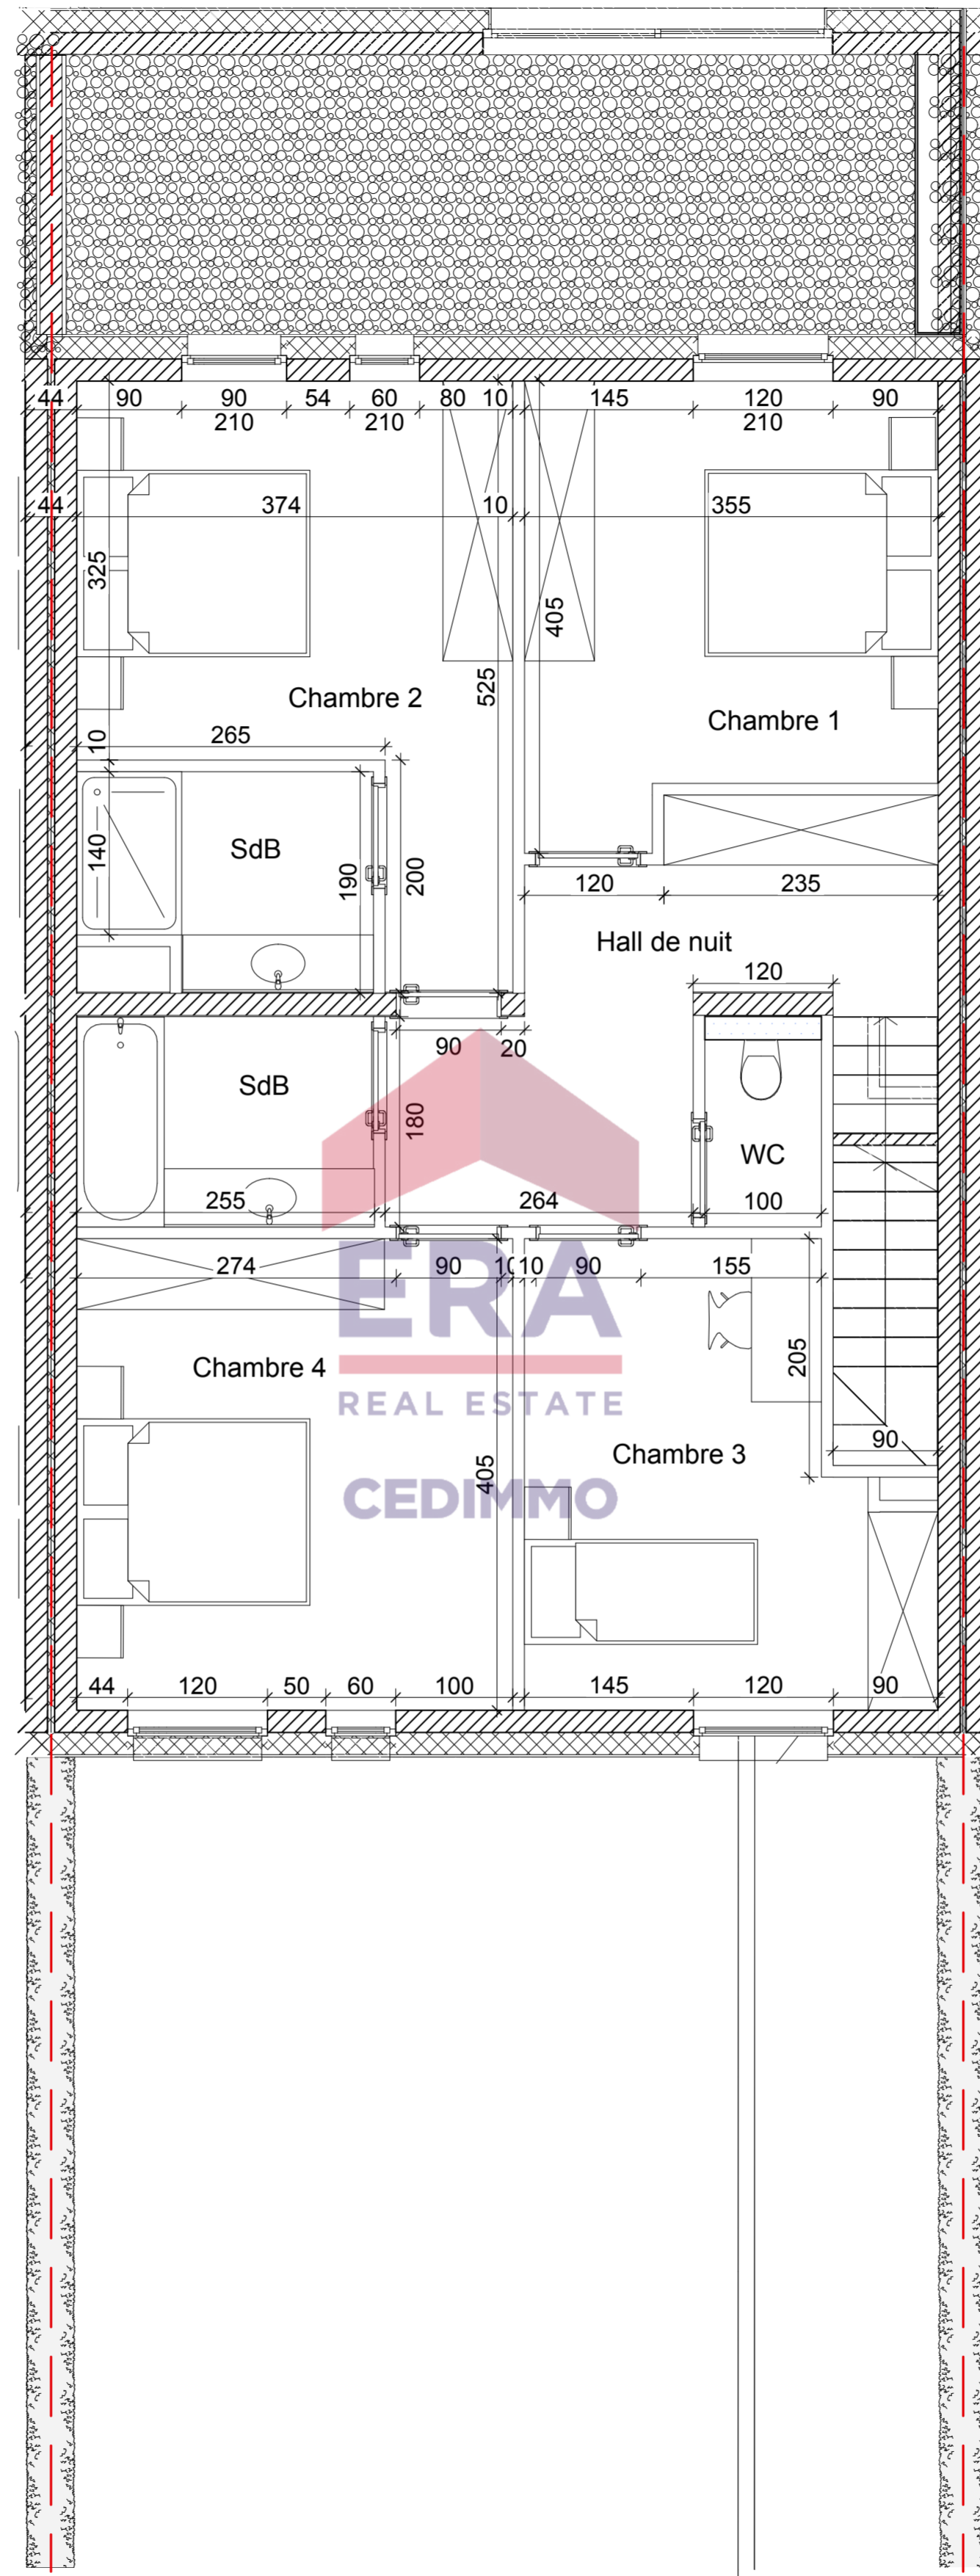 44 90 90 54 60 80 10 145 120 90
210 210 210
44 374 10 355
325
405
525
Chambre 2
Chambre 1
10
265
140
SdB
190
200
120 235
Hall de nuit
120
90 20
SdB
180
WC
255 264 100
274 90 10 10 90 155
ERA
Chambre 4
205
REAL ESTATE
90
Chambre 3
405
CEDIMMO
44 120 50 60 100 145 120 90